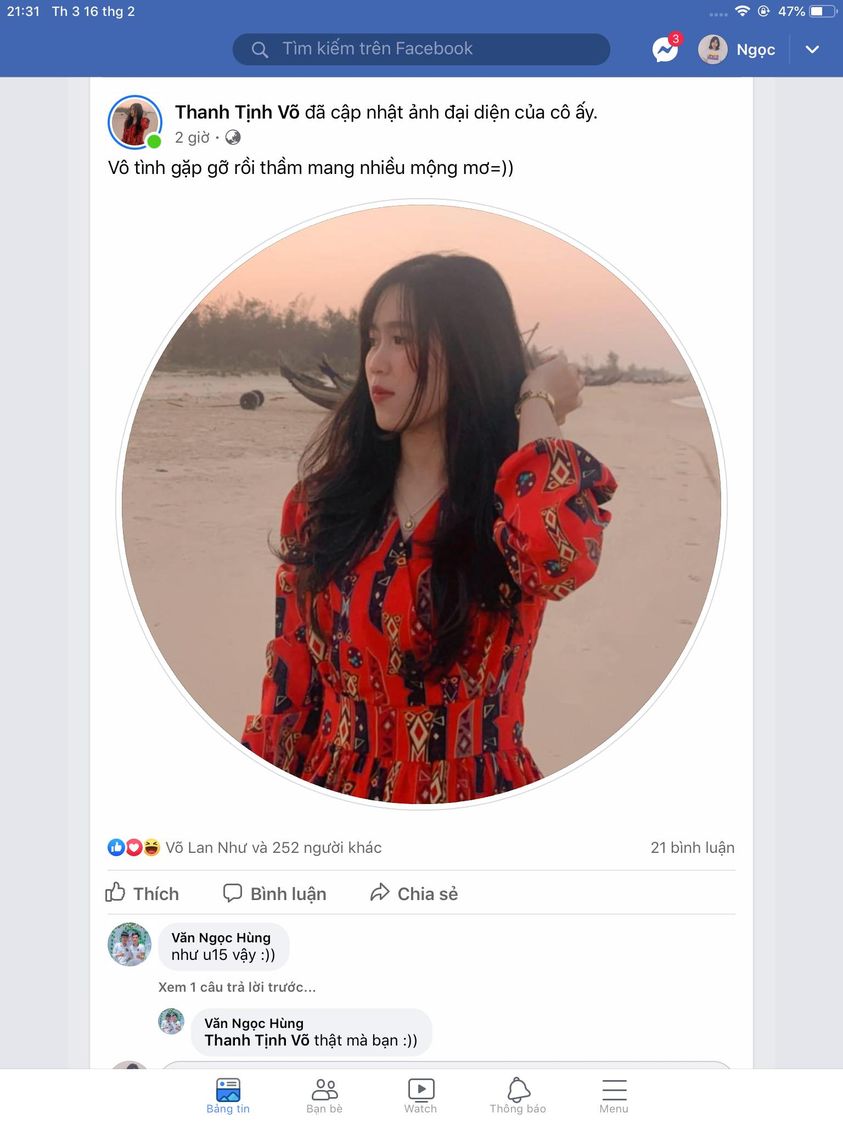 21:31 Th 3 16 thg 2
47%
Tìm kiếm trên Facebook
3
Ngọc
Thanh Tịnh Võ đã cập nhật ảnh đại diện của cô ấy.
2 giờ ·
Vô tình gặp gỡ rồi thầm mang nhiều mộng mơ=))
Võ Lan Như và 252 người khác
21 bình luận
Thích
Bình luận
Chia sẻ
Văn Ngọc Hùng
như u15 vậy :))
Xem 1 câu trả lời trước...
Văn Ngọc Hùng
Thanh Tịnh Võ thật mà bạn :))
Bảng tin
Bạn bè
Watch
Thông báo
Menu